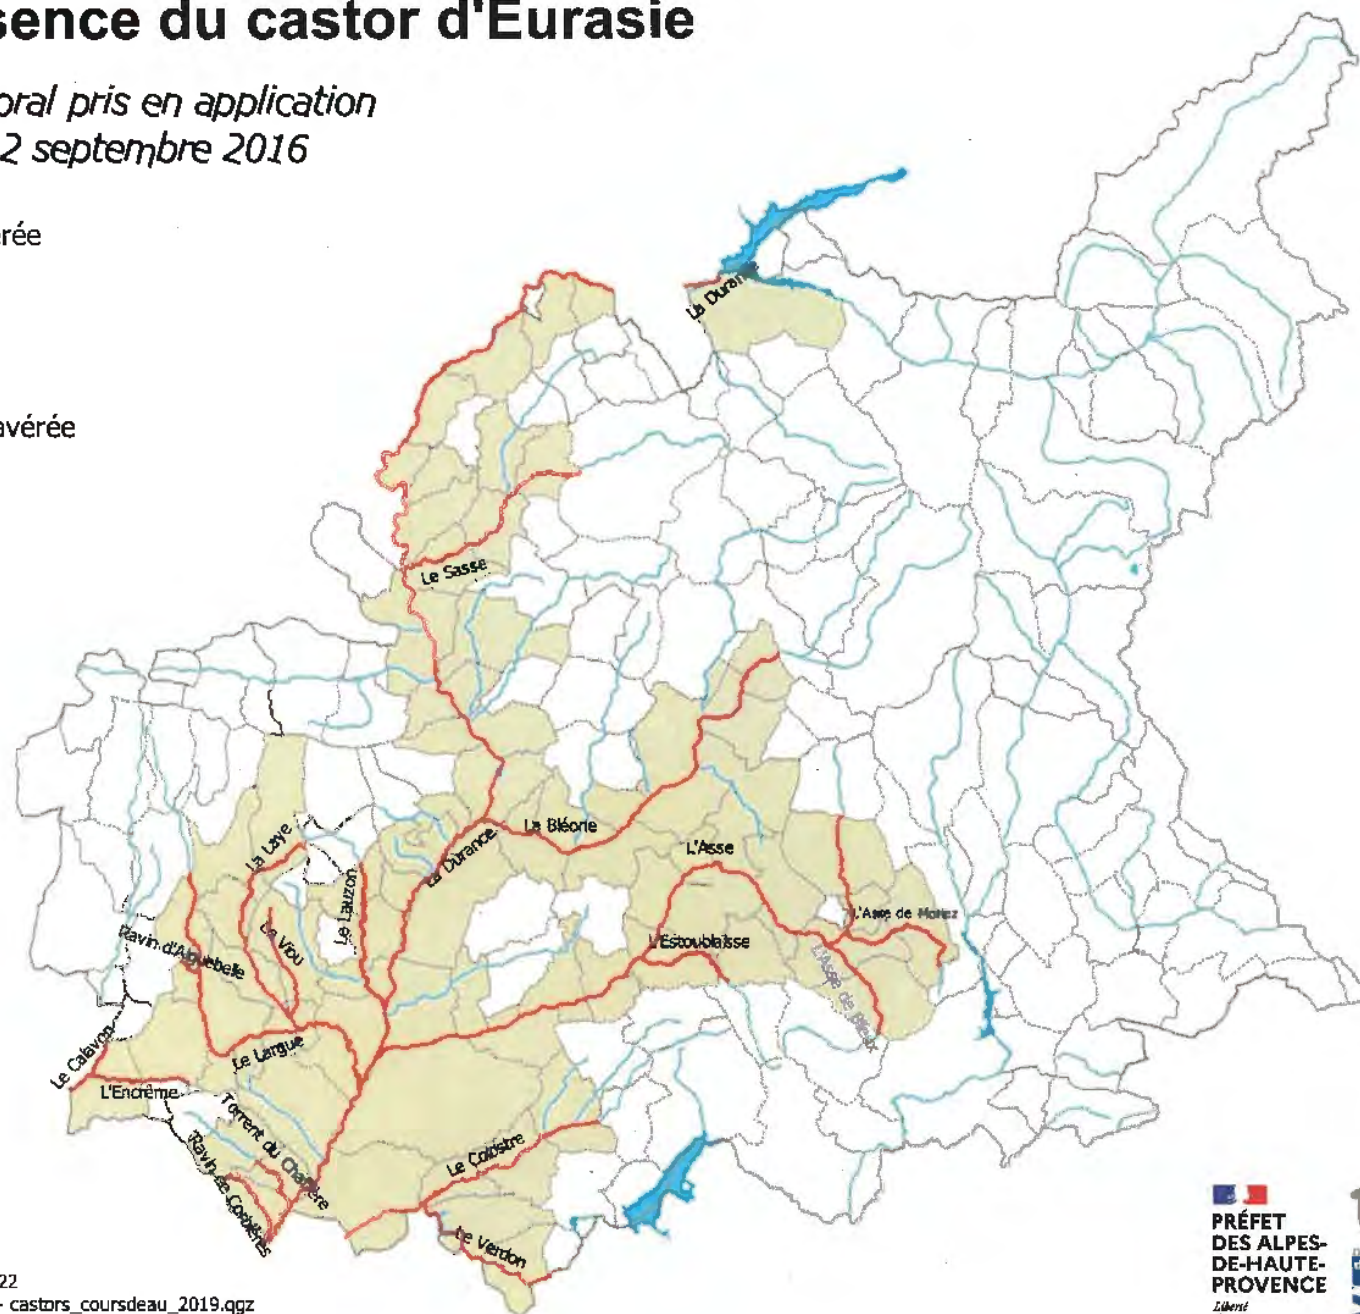 sence du castor d'Eurasie
oral pris en application
2 septembre 2016
érée
avérée
La Durance
Le Sasse
La Laye
Le Lauzon
La Durance
La Bléone
L'Asse
Le Viou
Ravin d'Aiguebelle
L'Estoublaisse
L'Asse de Moriez
L'Asse de Blieux
Le Calavon
Le Largue
L'Encrême
Torrent du Chaffère
Ravin de Corbières
Le Colostre
Le Verdon
PRÉFET
DES ALPES-
DE-HAUTE-
PROVENCE
Liberté
22
- castors_coursdeau_2019.qgz